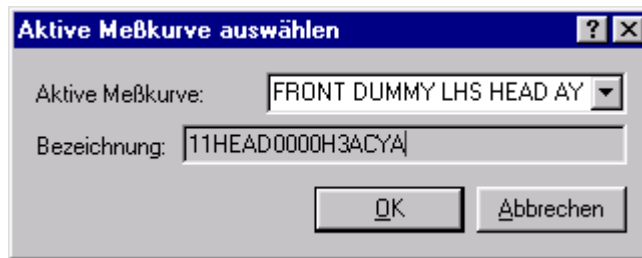 Aktive Meßkurve auswählen
Aktive Meßkurve: FRONT DUMMY LHS HEAD AY
Bezeichnung: 11HEAD0000H3ACYA
OK Abbrechen